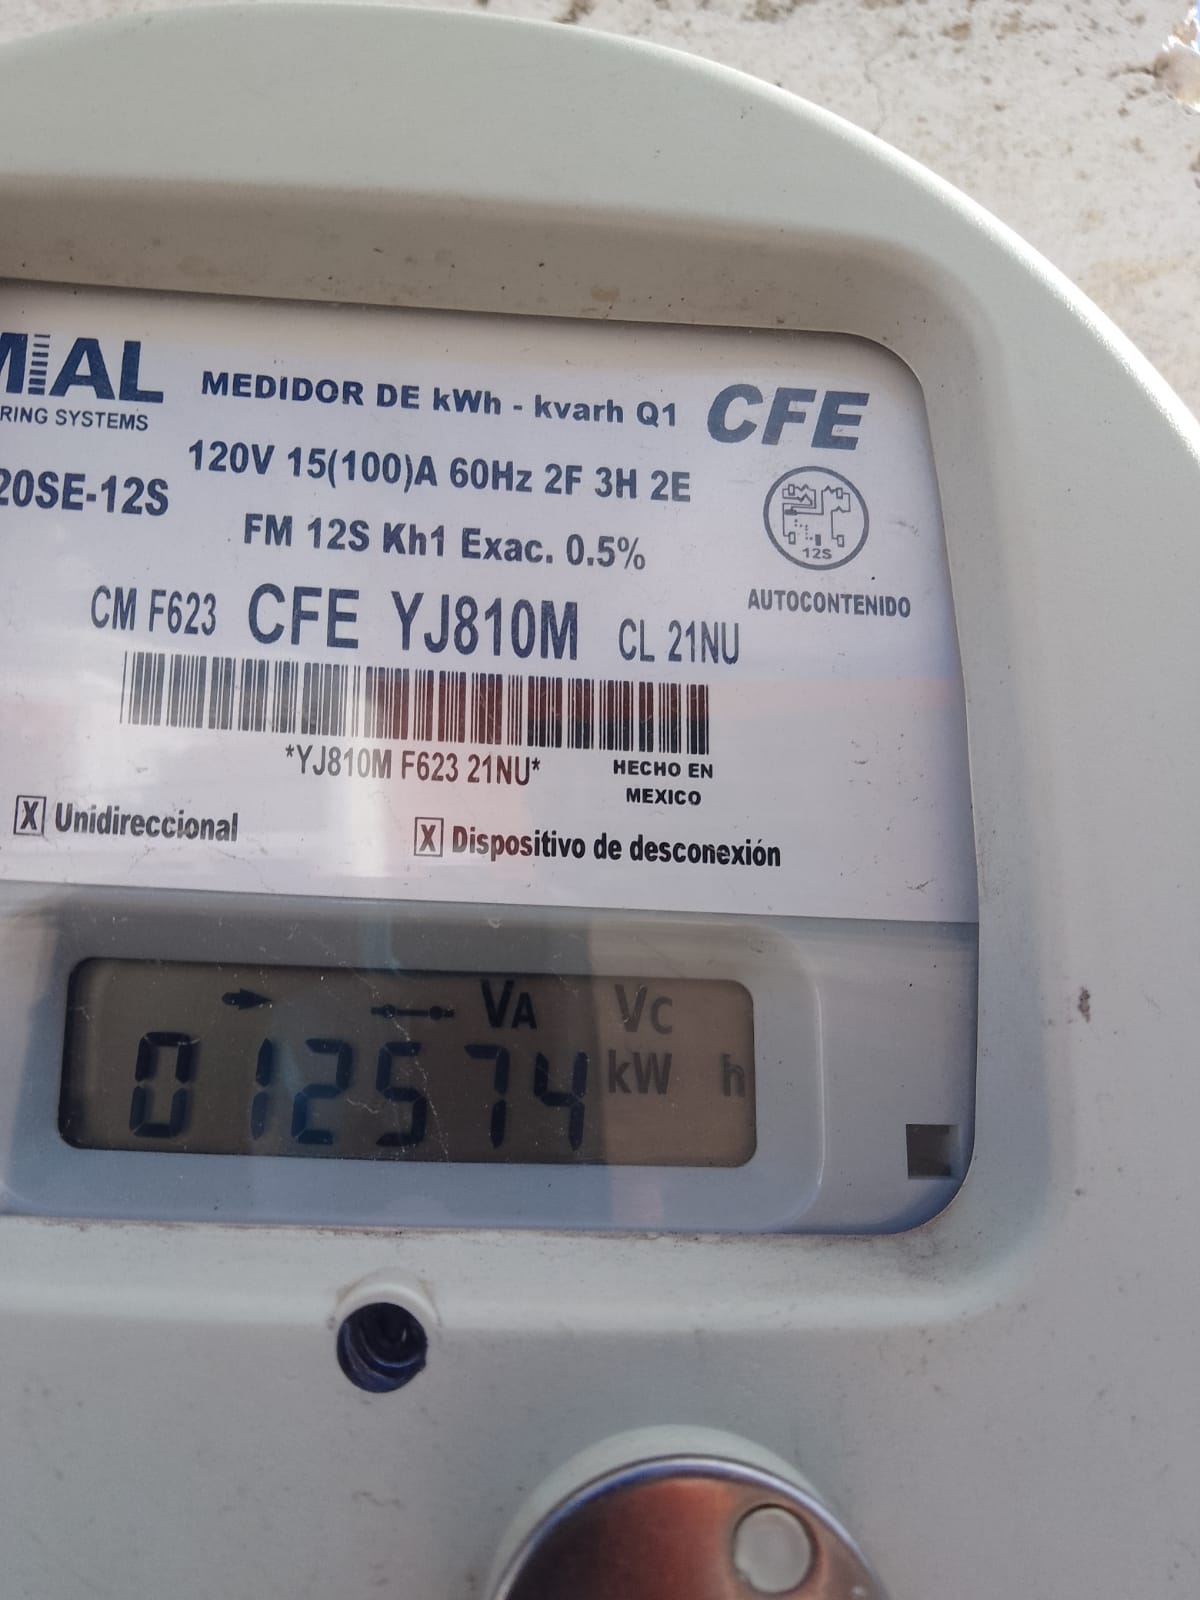 MIAL
RING SYSTEMS
MEDIDOR DE kWh - kvarh Q1
CFE
20SE-12S
120V 15(100)A 60Hz 2F 3H 2E
FM 12S Kh1 Exac. 0.5%
12S
AUTOCONTENIDO
CM F623 CFE YJ810M CL 21NU
*YJ810M F623 21NU*
HECHO EN
MEXICO
X Unidireccional
X Dispositivo de desconexión
VA VC
012574 kW h